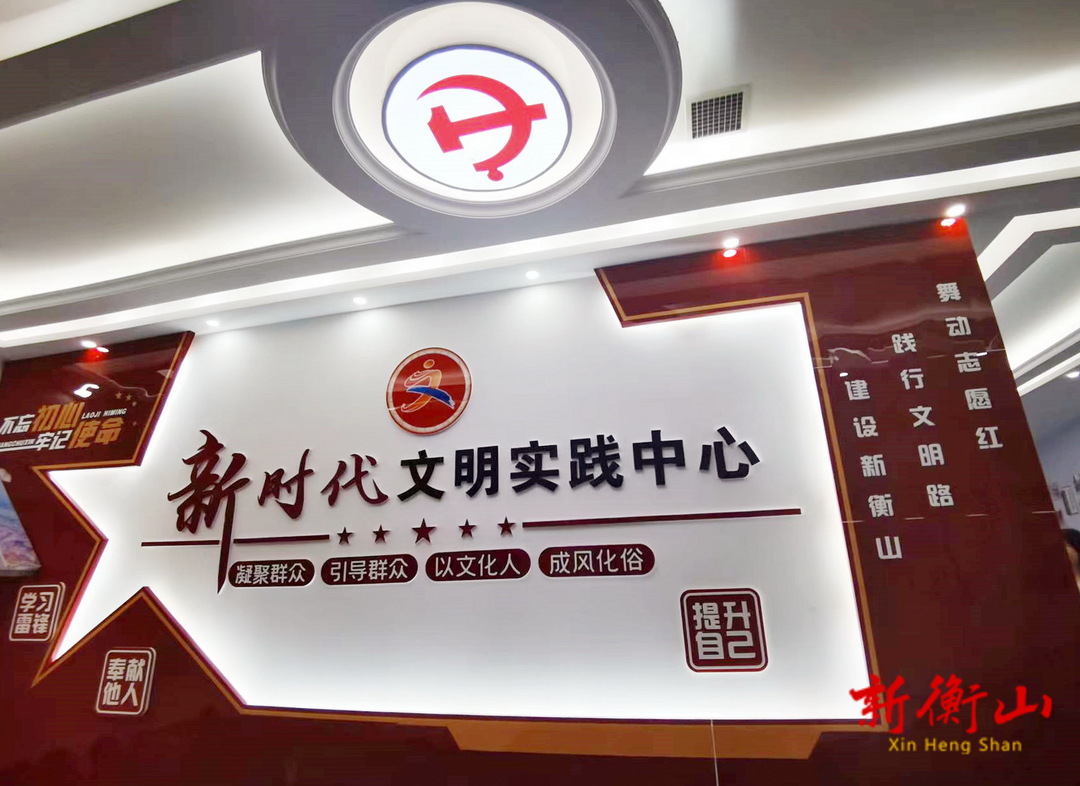 不忘初心
LAOJI HIMING
牢记使命
新时代文明实践中心
凝聚群众 引导群众 以文化人 成风化俗
学习
雷锋
奉献
他人
提升
自己
舞动志愿红
践行文明路
建设新衡山
新衡山
Xin Heng Shan